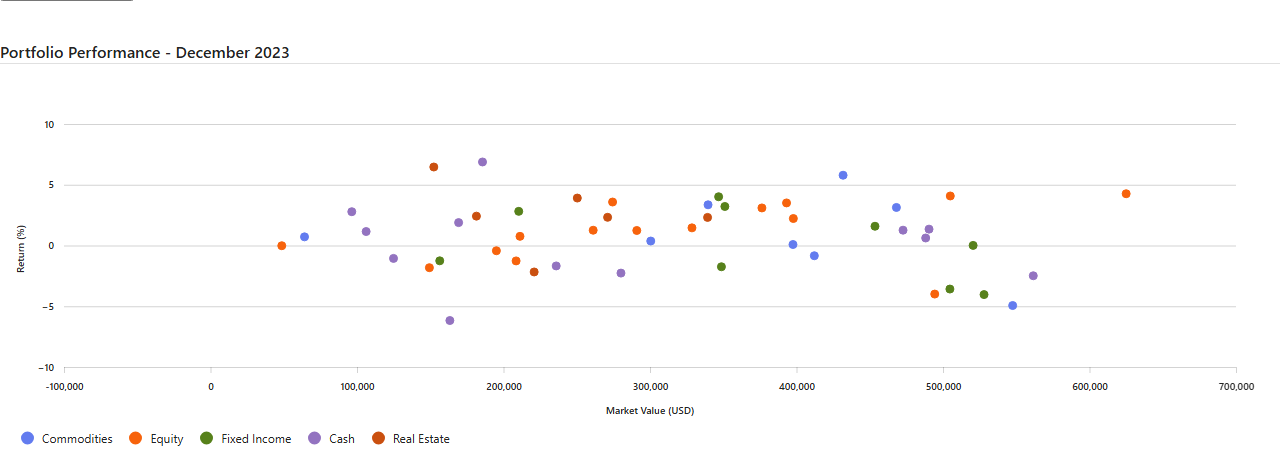 Portfolio Performance - December 2023
10
5
0
−5
−10
Return (%)
-100,000 0 100,000 200,000 300,000 400,000 500,000 600,000 700,000
Market Value (USD)
Commodities Equity Fixed Income Cash Real Estate